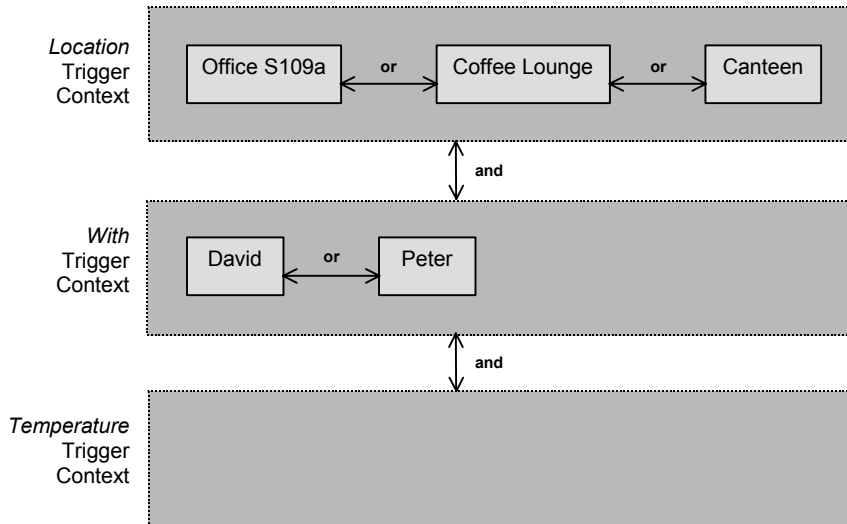 Location
Trigger
Context
Office S109a
or
Coffee Lounge
or
Canteen
and
With
Trigger
Context
David
or
Peter
and
Temperature
Trigger
Context